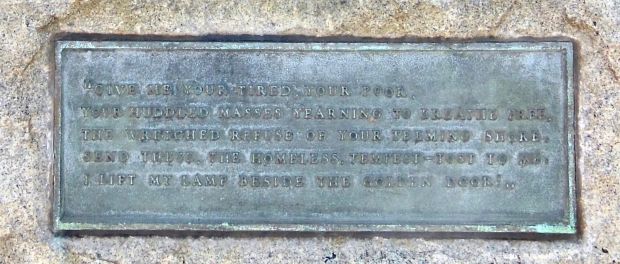 "GIVE ME YOUR TIRED, YOUR POOR,
YOUR HUDDLED MASSES YEARNING TO BREATHE FREE,
THE WRETCHED REFUSE OF YOUR TEEMING SHORE,
SEND THESE, THE HOMELESS, TEMPEST-TOST TO ME:
I LIFT MY LAMP BESIDE THE GOLDEN DOOR!"